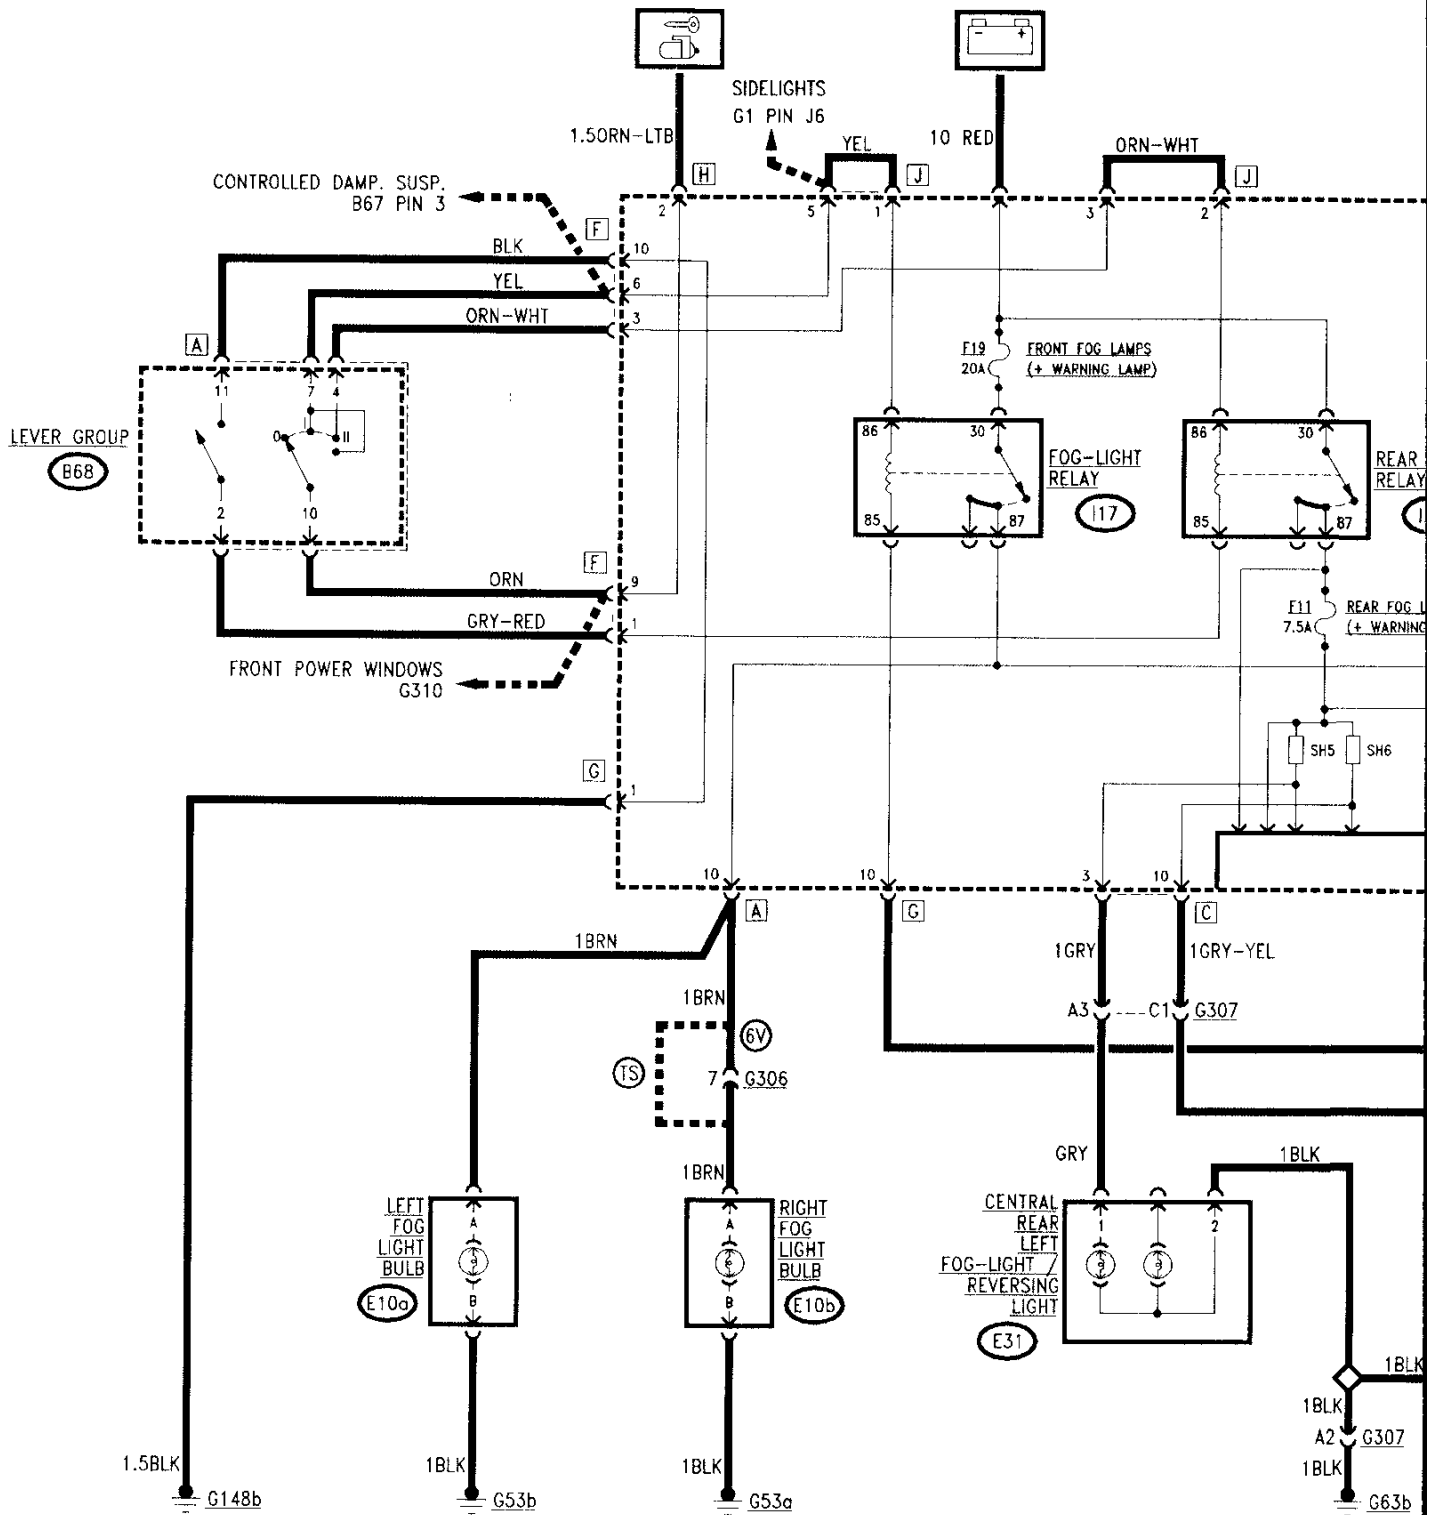 - +
SIDELIGHTS
G1 PIN J6
1.5ORN-LTB
YEL
10 RED
ORN-WHT
H
J
J
CONTROLLED DAMP. SUSP.
B67 PIN 3
2
5
1
3
2
F
BLK
10
YEL
6
ORN-WHT
3
A
F19
20A
FRONT FOG LAMPS
(+ WARNING LAMP)
11
7
4
LEVER GROUP
B68
0
II
86
30
FOG-LIGHT
RELAY
I17
86
30
REAR
RELAY
2
10
85
87
85
87
F
ORN
9
GRY-RED
1
F11
7.5A
REAR FOG L
(+ WARNING
FRONT POWER WINDOWS
G310
SH5
SH6
G
1
10
10
3
10
A
G
C
1BRN
1GRY
1GRY-YEL
1BRN
A3
C1
G307
6V
TS
7
G306
GRY
1BLK
1BRN
LEFT
FOG
LIGHT
BULB
E10a
A
B
RIGHT
FOG
LIGHT
BULB
E10b
A
B
CENTRAL
REAR
LEFT
FOG-LIGHT /
REVERSING
LIGHT
E31
1
2
1BLK
1BLK
A2
G307
1.5BLK
1BLK
1BLK
1BLK
G148b
G53b
G53a
G63b